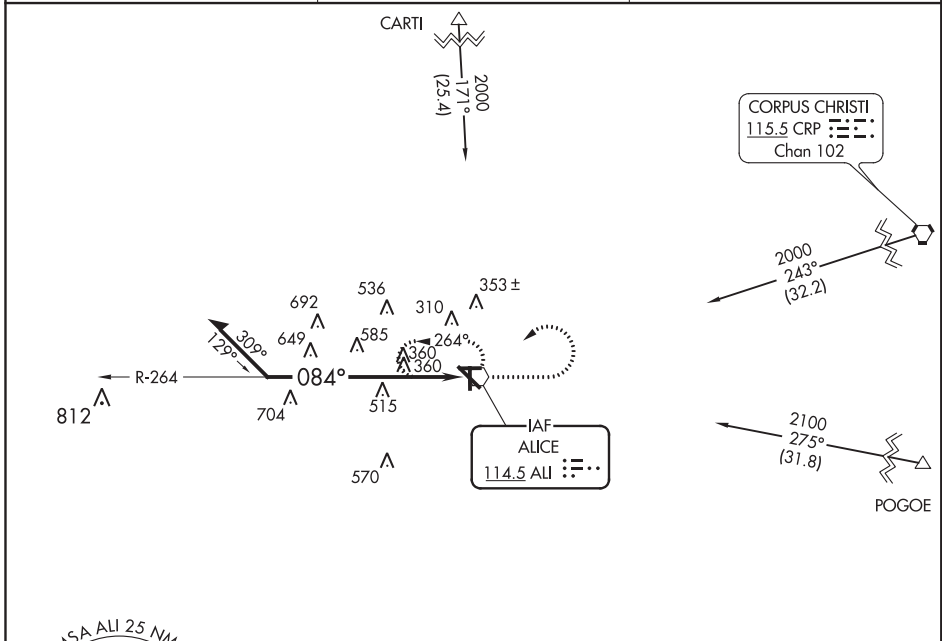 CARTI
2000
171°
(25.4)
CORPUS CHRISTI
115.5 CRP
Chan 102
2000
243°
(32.2)
692
536
310
353 ±
649
585
264°
360
360
309°
129°
R-264
084°
812
704
515
570
IAF
ALICE
114.5 ALI
2100
275°
(31.8)
POGOE
MSA ALI 25 NM